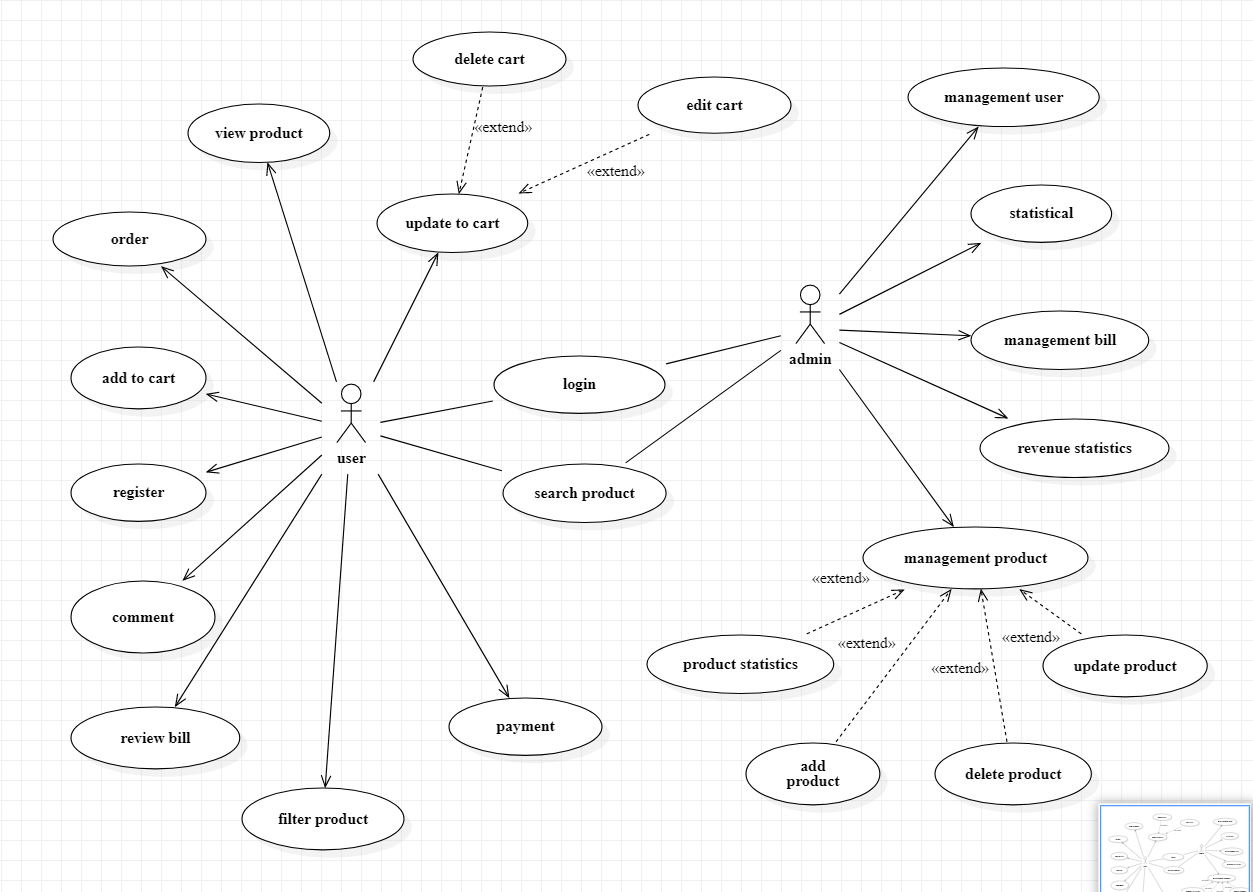 delete cart
management user
edit cart
«extend»
view product
«extend»
statistical
update to cart
order
management bill
admin
add to cart
login
revenue statistics
user
register
search product
management product
«extend»
comment
«extend»
«extend»
product statistics
«extend»
update product
payment
review bill
add
product
delete product
filter product